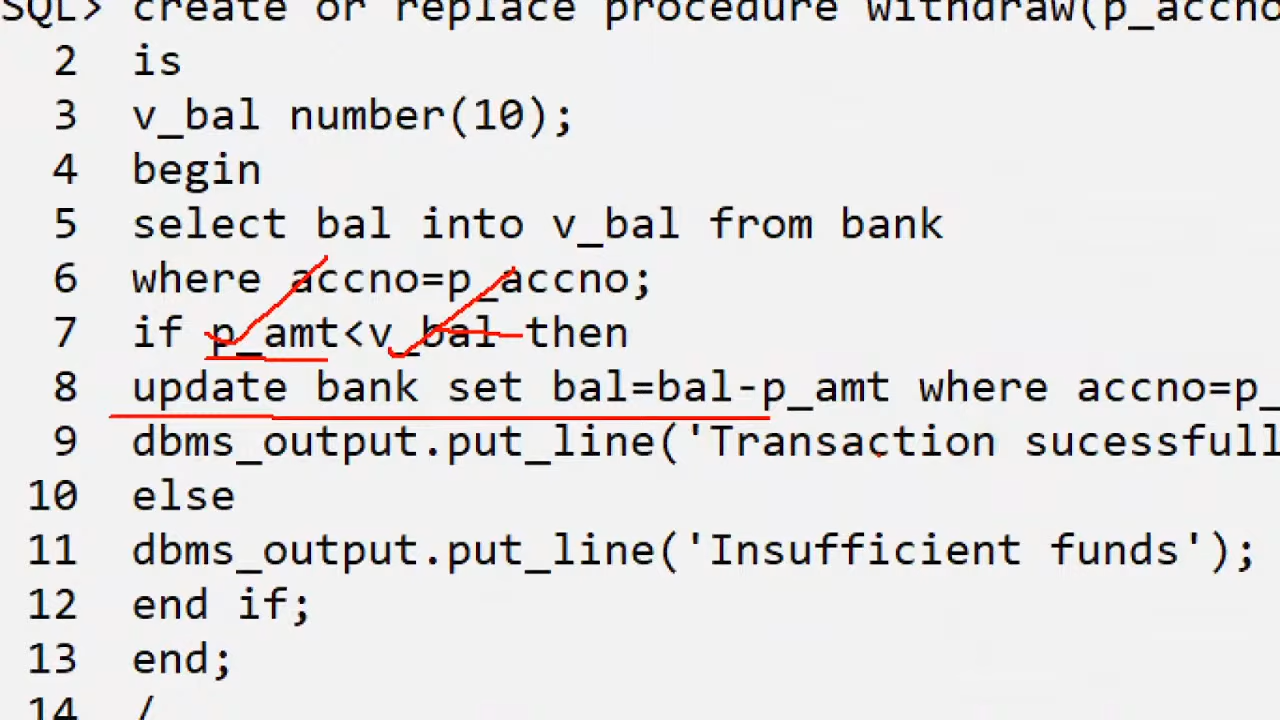 SQL> create or replace procedure withdraw(p_accno
2 is
3 v_bal number(10);
4 begin
5 select bal into v_bal from bank
6 where accno=p_accno;
7 if p_amt<v_bal then
8 update bank set bal=bal-p_amt where accno=p_
9 dbms_output.put_line('Transaction sucessfull
10 else
11 dbms_output.put_line('Insufficient funds');
12 end if;
13 end;
14 /